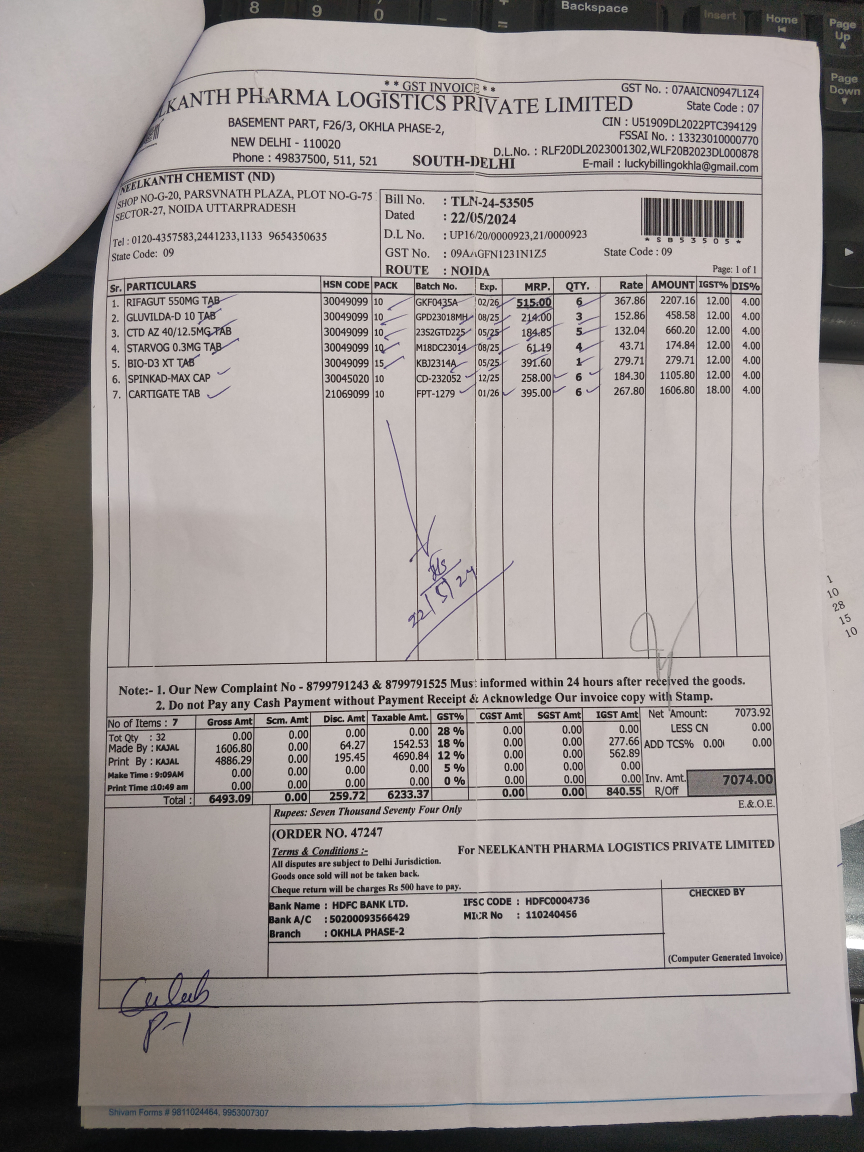 8 9 0 - + = Backspace Insert Home Page Up
Page Down
* * GST INVOICE * *
GST No. : 07AAICN0947L1Z4
ELKANTH PHARMA LOGISTICS PRIVATE LIMITED
State Code : 07
BASEMENT PART, F26/3, OKHLA PHASE-2,
CIN : U51909DL2022PTC394129
FSSAI No. : 13323010000770
NEW DELHI - 110020
D.L.No. : RLF20DL2023001302,WLF20B2023DL000878
Phone : 49837500, 511, 521 SOUTH-DELHI E-mail : luckybillingokhla@gmail.com
NEELKANTH CHEMIST (ND)
SHOP NO-G-20, PARSVNATH PLAZA, PLOT NO-G-75
SECTOR-27, NOIDA UTTARPRADESH
Tel : 0120-4357583,2441233,1133 9654350635
State Code: 09
Bill No. : TLN-24-53505
Dated : 22/05/2024
D.L No. : UP16/20/0000923,21/0000923
GST No. : 09AAGFN1231N1Z5 State Code : 09
ROUTE : NOIDA
* S B 5 3 5 0 5 *
Page: 1 of 1
Sr. PARTICULARS HSN CODE PACK Batch No. Exp. MRP. QTY. Rate AMOUNT IGST% DIS%
1. RIFAGUT 550MG TAB 30049099 10 GKF0435A 02/26 515.00 6 367.86 2207.16 12.00 4.00
2. GLUVILDA-D 10 TAB 30049099 10 GPD23018MH 08/25 214.00 3 152.86 458.58 12.00 4.00
3. CTD AZ 40/12.5MG TAB 30049099 10 23S2GTD225 05/25 184.85 5 132.04 660.20 12.00 4.00
4. STARVOG 0.3MG TAB 30049099 10 M18DC23014 08/25 61.19 4 43.71 174.84 12.00 4.00
5. BIO-D3 XT TAB 30049099 15 KBJ2314A 05/25 391.60 1 279.71 279.71 12.00 4.00
6. SPINKAD-MAX CAP 30045020 10 CD-232052 12/25 258.00 6 184.30 1105.80 12.00 4.00
7. CARTIGATE TAB 21069099 10 FPT-1279 01/26 395.00 6 267.80 1606.80 18.00 4.00
22/5/24
1
10
28
15
10
Note:- 1. Our New Complaint No - 8799791243 & 8799791525 Must informed within 24 hours after received the goods.
2. Do not Pay any Cash Payment without Payment Receipt & Acknowledge Our invoice copy with Stamp.
No of Items : 7 Gross Amt Scm. Amt Disc. Amt Taxable Amt. GST% CGST Amt SGST Amt IGST Amt Net Amount: 7073.92
Tot Qty : 32 0.00 0.00 0.00 0.00 28 % 0.00 0.00 0.00 LESS CN 0.00
Made By : KAJAL 1606.80 0.00 64.27 1542.53 18 % 0.00 0.00 277.66 ADD TCS% 0.00 0.00
Print By : KAJAL 4886.29 0.00 195.45 4690.84 12 % 0.00 0.00 562.89
Make Time : 9:09AM 0.00 0.00 0.00 0.00 5 % 0.00 0.00 0.00
Print Time :10:49 am 0.00 0.00 0.00 0.00 0 % 0.00 0.00 0.00 Inv. Amt. 7074.00
Total : 6493.09 0.00 259.72 6233.37 0.00 0.00 840.55 R/Off
E.& O.E.
Rupees: Seven Thousand Seventy Four Only
(ORDER NO. 47247
Terms & Conditions :-
All disputes are subject to Delhi Jurisdiction.
Goods once sold will not be taken back.
Cheque return will be charges Rs 500 have to pay.
For NEELKANTH PHARMA LOGISTICS PRIVATE LIMITED
Bank Name : HDFC BANK LTD. IFSC CODE : HDFC0004736
Bank A/C : 50200093566429 MICR No : 110240456
Branch : OKHLA PHASE-2
CHECKED BY
(Computer Generated Invoice)
P-1
Shivam Forms # 9811024464, 9953007307